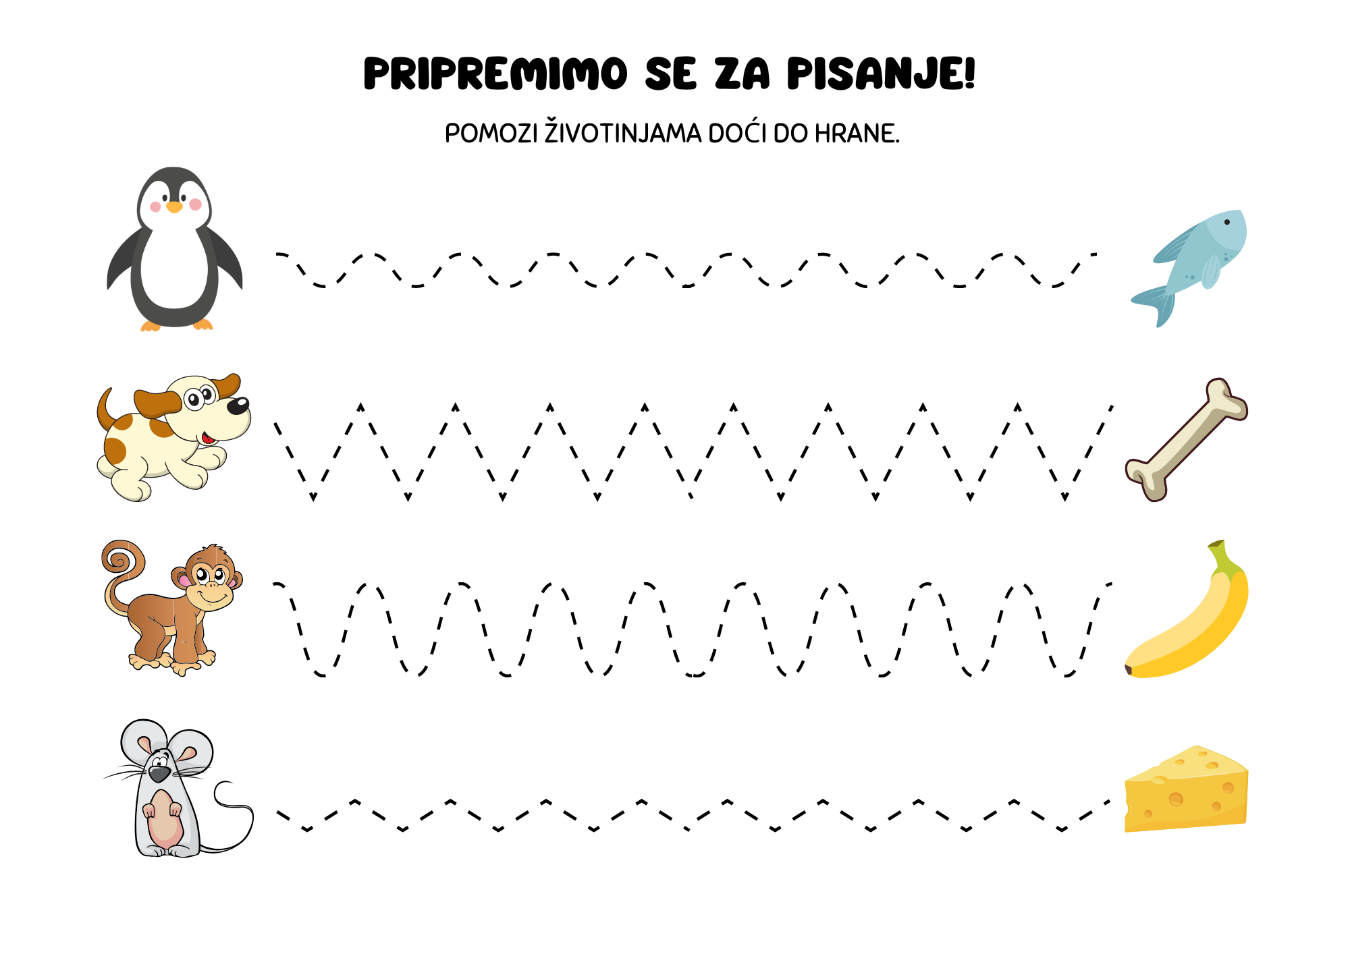 PRIPREMIMO SE ZA PISANJE!
POMOZI ŽIVOTINJAMA DOĆI DO HRANE.